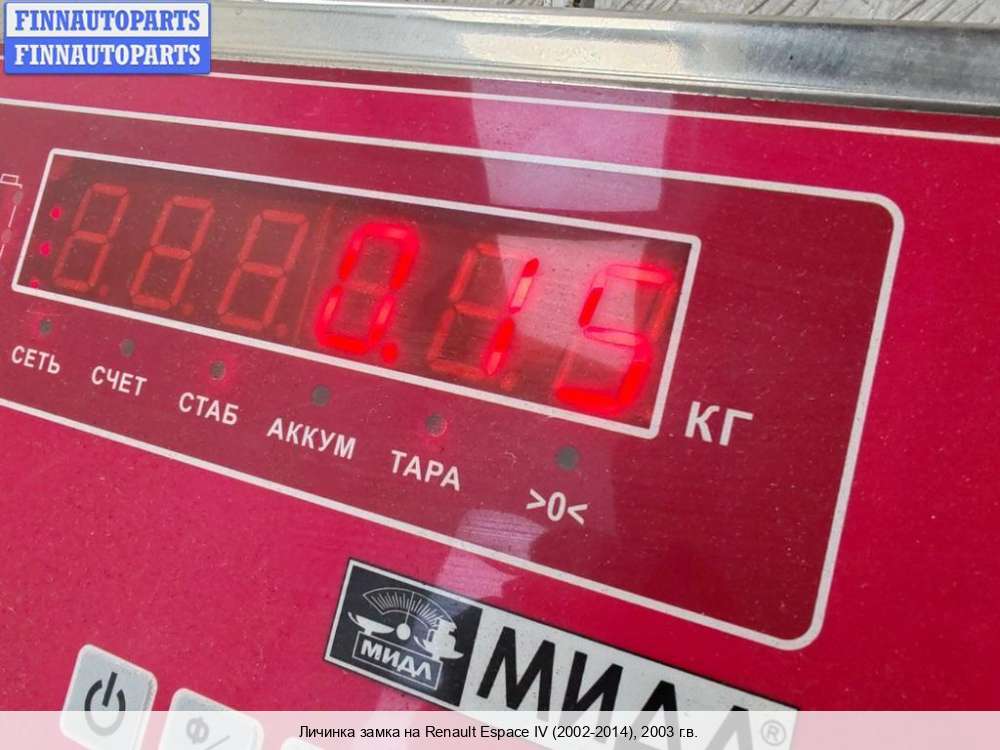 FINNAUTOPARTS
FINNAUTOPARTS
0.15
КГ
СЕТЬ
СЧЕТ
СТАБ
АККУМ
ТАРА
>0<
МИДЛ
МИДЛ®
Личинка замка на Renault Espace IV (2002-2014), 2003 г.в.